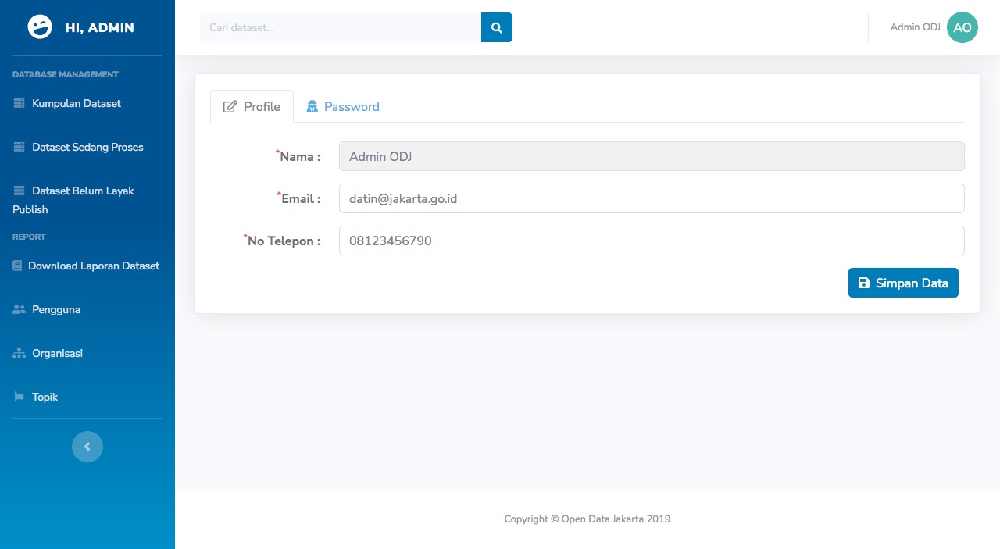 HI, ADMIN
DATABASE MANAGEMENT
Kumpulan Dataset
Dataset Sedang Proses
Dataset Belum Layak
Publish
REPORT
Download Laporan Dataset
Pengguna
Organisasi
Topik
Cari dataset...
Admin ODJ
AO
Profile
Password
*Nama :
Admin ODJ
*Email :
datin@jakarta.go.id
*No Telepon :
08123456790
Simpan Data
Copyright © Open Data Jakarta 2019